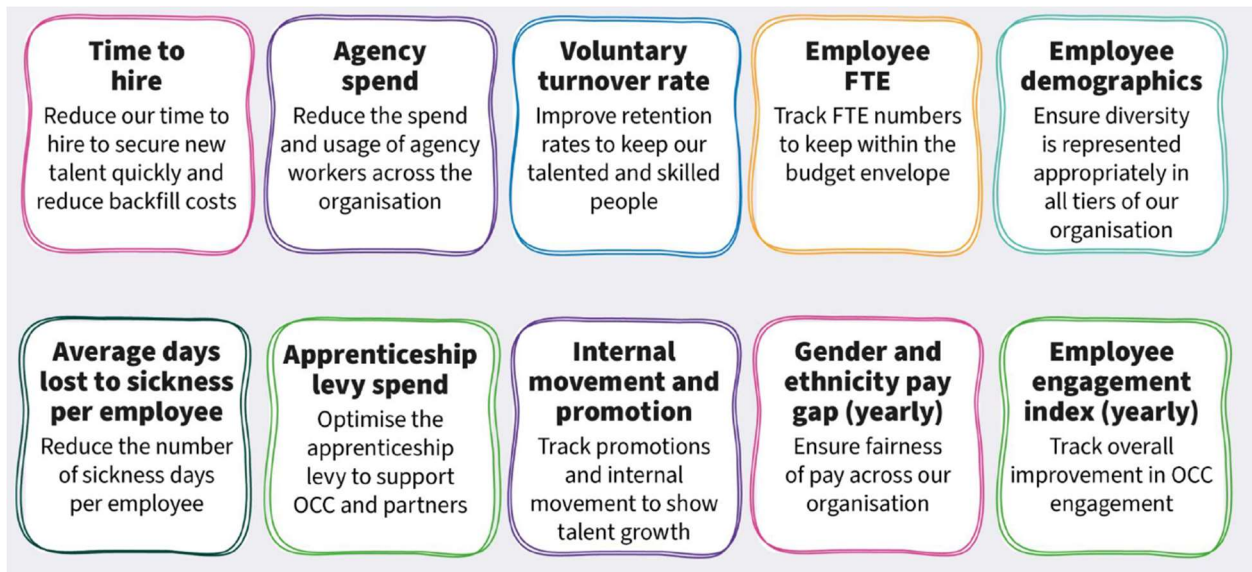 Time to
hire
Reduce our time to
hire to secure new
talent quickly and
reduce backfill costs
Agency
spend
Reduce the spend
and usage of agency
workers across the
organisation
Voluntary
turnover rate
Improve retention
rates to keep our
talented and skilled
people
Employee
FTE
Track FTE numbers
to keep within the
budget envelope
Employee
demographics
Ensure diversity
is represented
appropriately in
all tiers of our
organisation
Average days
lost to sickness
per employee
Reduce the number
of sickness days
per employee
Apprenticeship
levy spend
Optimise the
apprenticeship
levy to support
OCC and partners
Internal
movement and
promotion
Track promotions
and internal
movement to show
talent growth
Gender and
ethnicity pay
gap (yearly)
Ensure fairness
of pay across our
organisation
Employee
engagement
index (yearly)
Track overall
improvement in OCC
engagement